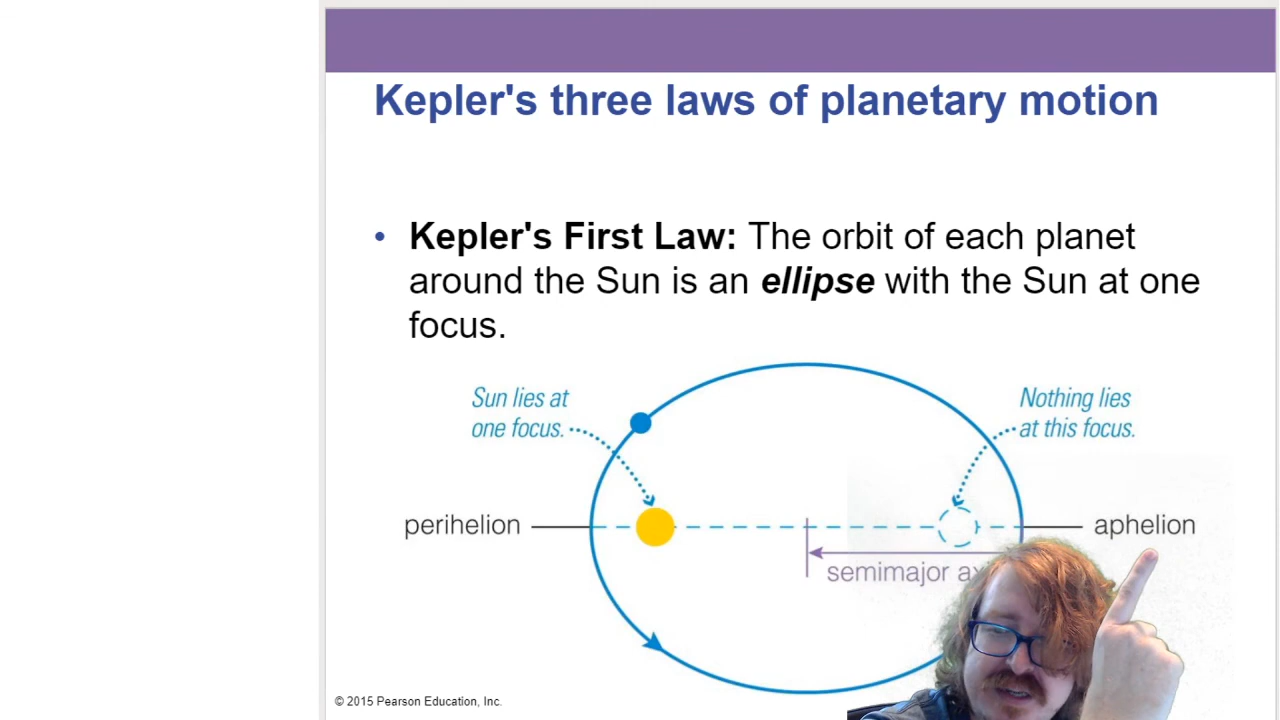 Kepler's three laws of planetary motion
• Kepler's First Law: The orbit of each planet
around the Sun is an ellipse with the Sun at one
focus.
Sun lies at
one focus.
Nothing lies
at this focus.
perihelion
aphelion
semimajor
© 2015 Pearson Education, Inc.